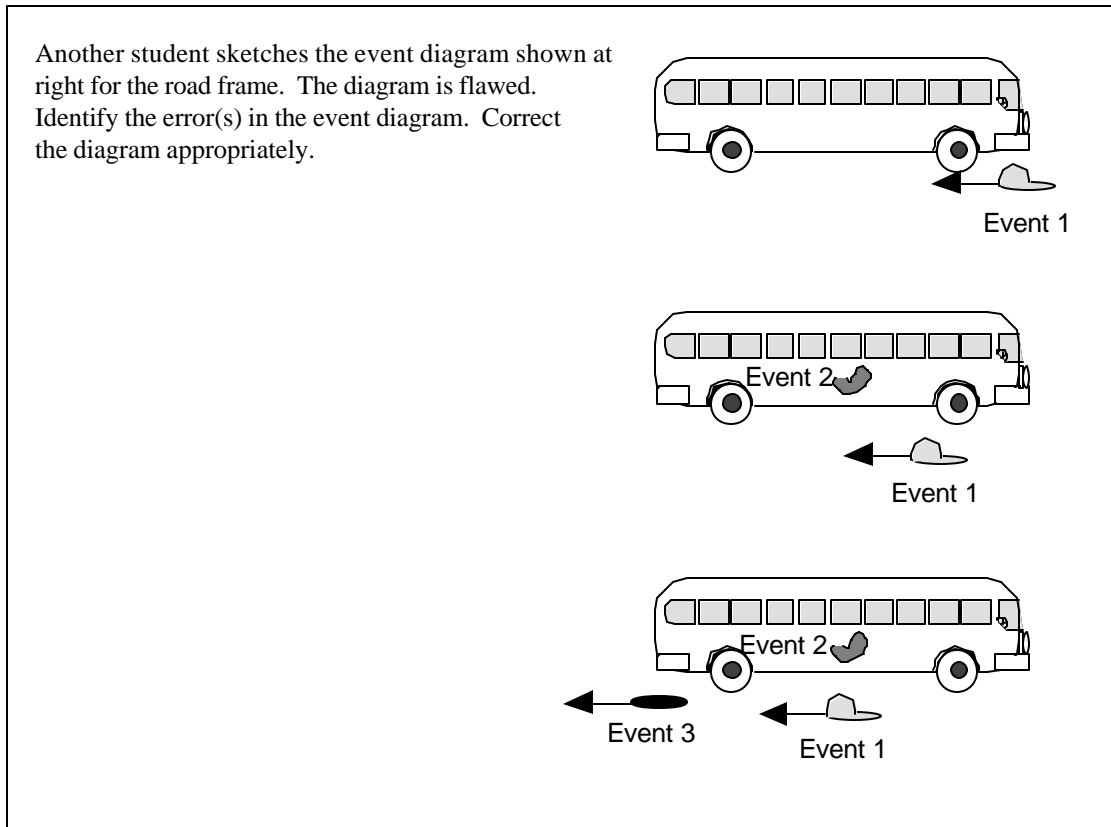 Another student sketches the event diagram shown at
right for the road frame. The diagram is flawed.
Identify the error(s) in the event diagram. Correct
the diagram appropriately.
Event 1
Event 2
Event 1
Event 2
Event 3
Event 1